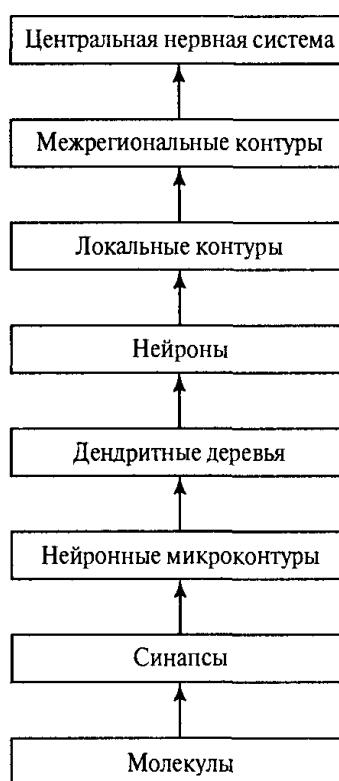 Центральная нервная система
Межрегиональные контуры
Локальные контуры
Нейроны
Дендритные деревья
Нейронные микроконтуры
Синапсы
Молекулы